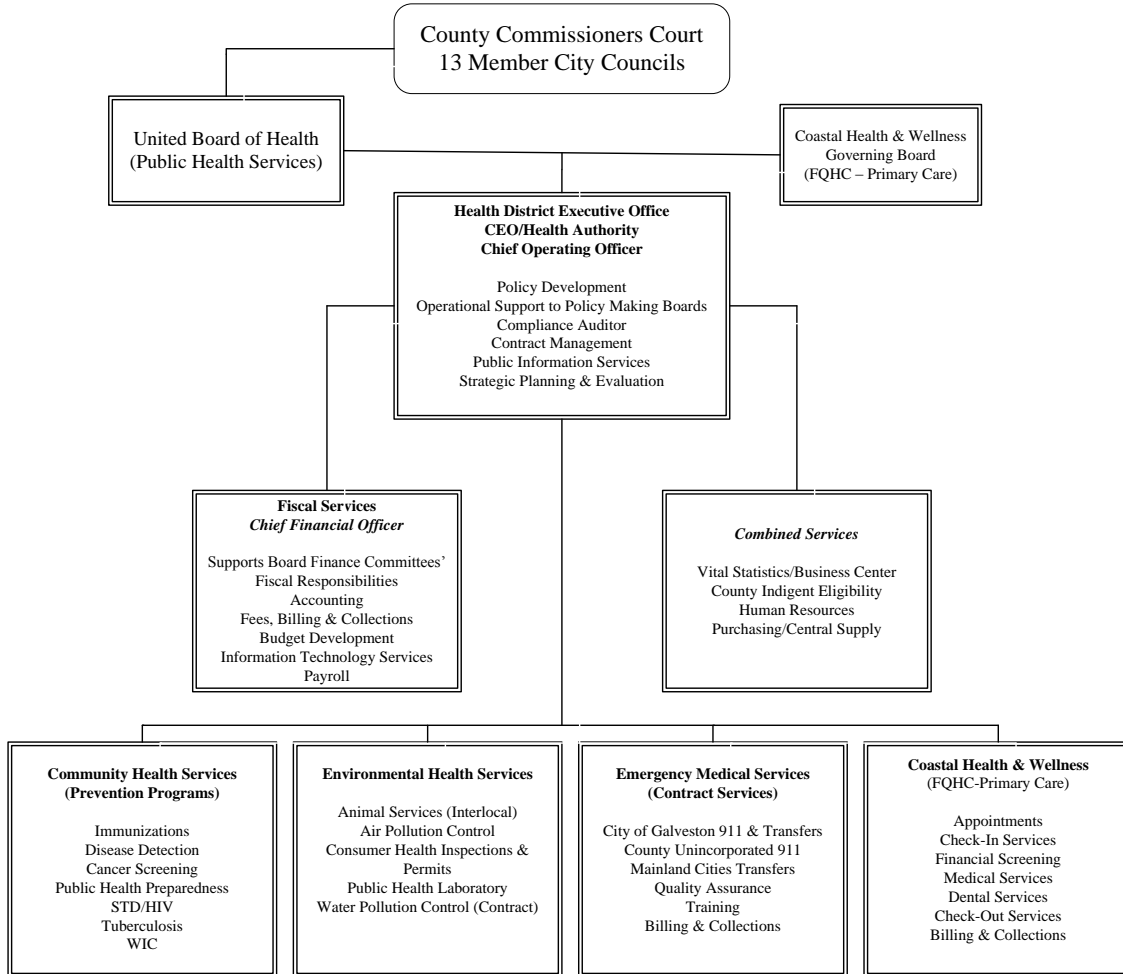 County Commissioners Court
13 Member City Councils
United Board of Health
(Public Health Services)
Coastal Health & Wellness
Governing Board
(FQHC – Primary Care)
Health District Executive Office
CEO/Health Authority
Chief Operating Officer
Policy Development
Operational Support to Policy Making Boards
Compliance Auditor
Contract Management
Public Information Services
Strategic Planning & Evaluation
Fiscal Services
Chief Financial Officer
Supports Board Finance Committees’
Fiscal Responsibilities
Accounting
Fees, Billing & Collections
Budget Development
Information Technology Services
Payroll
Combined Services
Vital Statistics/Business Center
County Indigent Eligibility
Human Resources
Purchasing/Central Supply
Community Health Services
(Prevention Programs)
Immunizations
Disease Detection
Cancer Screening
Public Health Preparedness
STD/HIV
Tuberculosis
WIC
Environmental Health Services
Animal Services (Interlocal)
Air Pollution Control
Consumer Health Inspections &
Permits
Public Health Laboratory
Water Pollution Control (Contract)
Emergency Medical Services
(Contract Services)
City of Galveston 911 & Transfers
County Unincorporated 911
Mainland Cities Transfers
Quality Assurance
Training
Billing & Collections
Coastal Health & Wellness
(FQHC-Primary Care)
Appointments
Check-In Services
Financial Screening
Medical Services
Dental Services
Check-Out Services
Billing & Collections